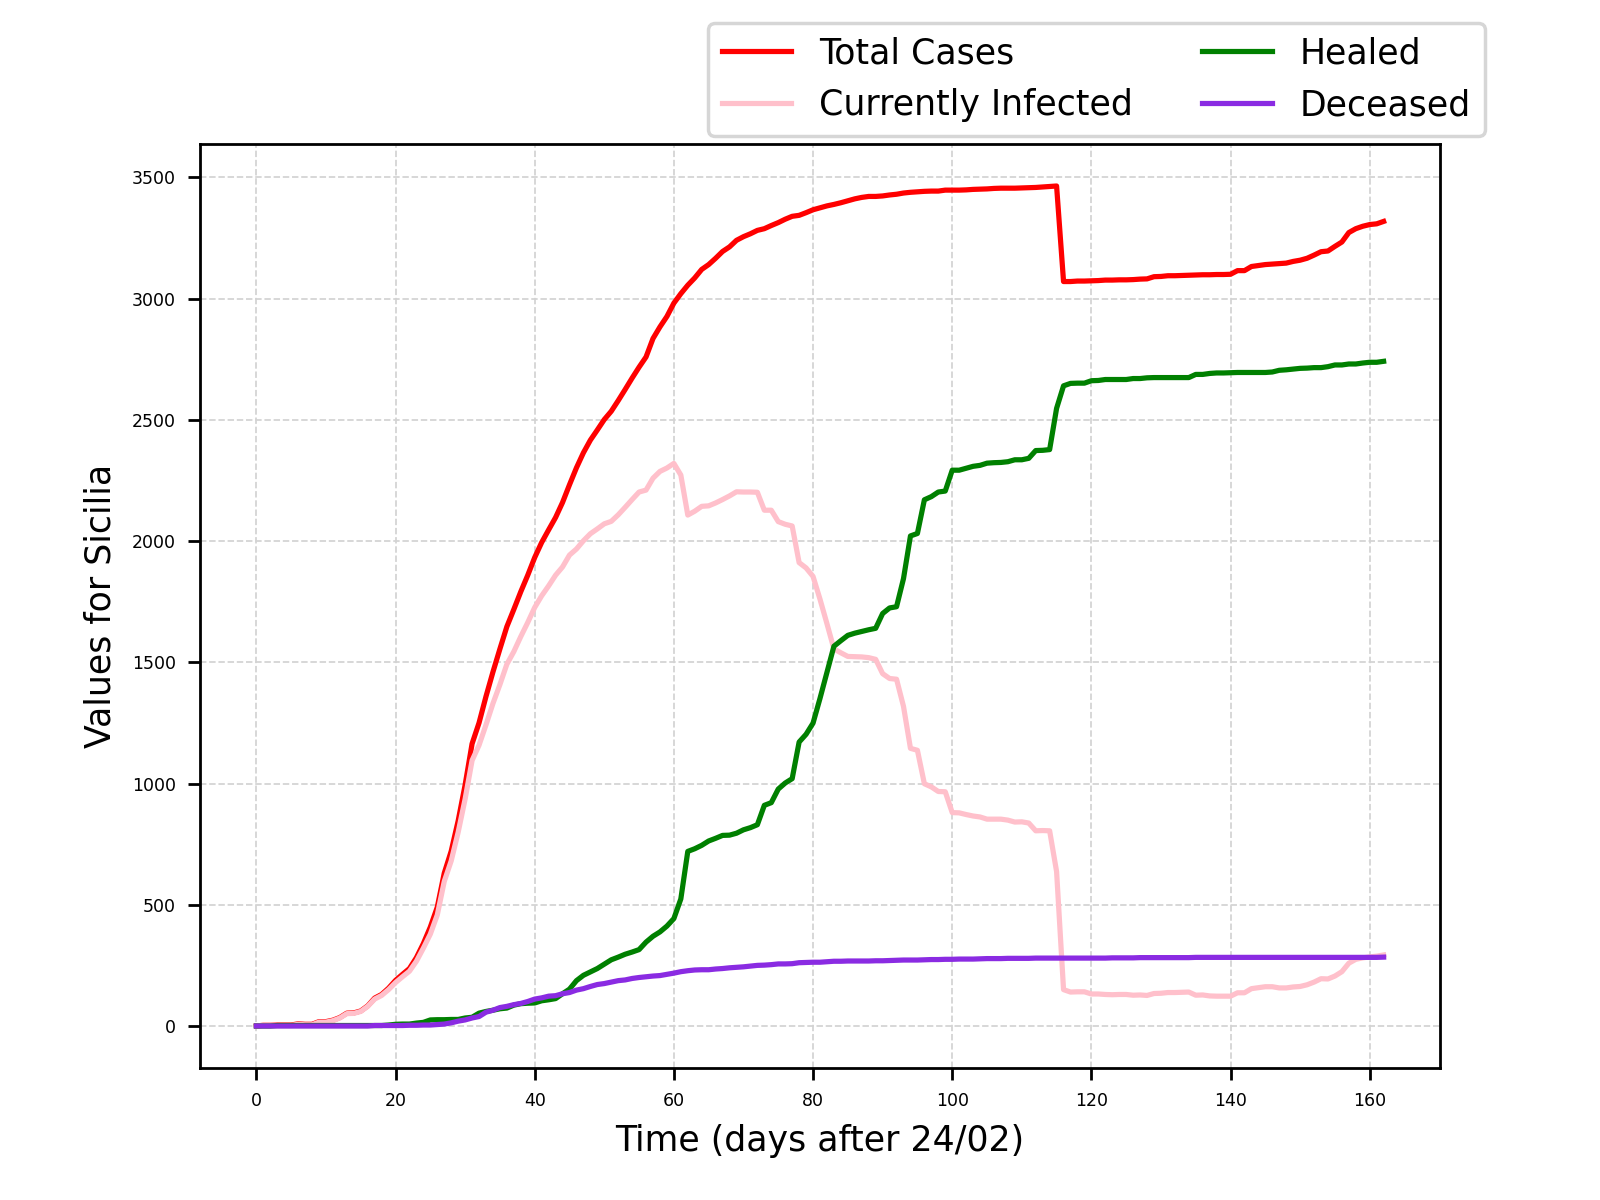 Total Cases
Currently Infected
Healed
Deceased
Values for Sicilia
3500
3000
2500
2000
1500
1000
500
0
0 20 40 60 80 100 120 140 160
Time (days after 24/02)